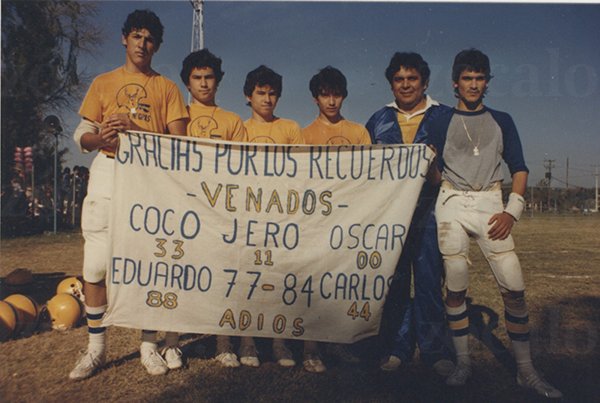 GRACIAS POR LOS RECUERDOS
- VENADOS -
COCO JERO OSCAR
33 11 00
EDUARDO 77-84 CARLOS
88 44
ADIOS